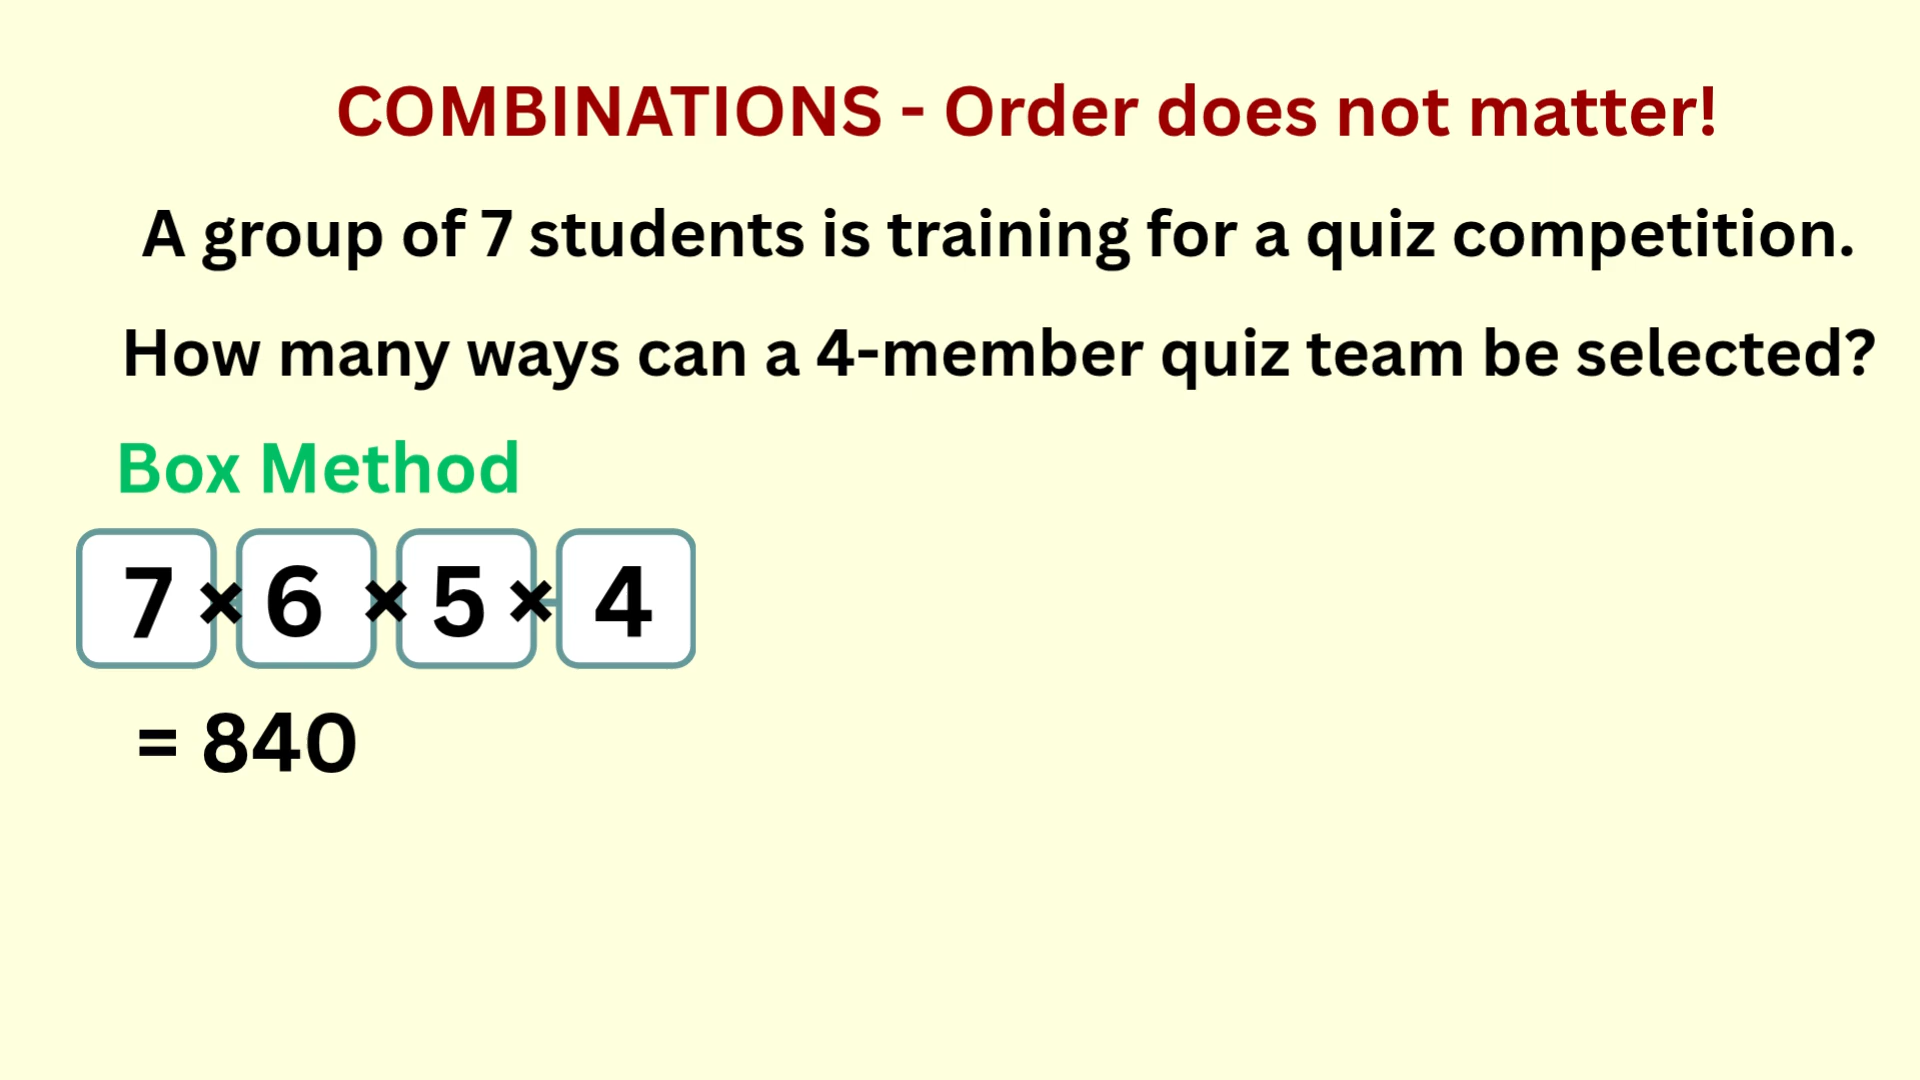 COMBINATIONS - Order does not matter!
A group of 7 students is training for a quiz competition.
How many ways can a 4-member quiz team be selected?
Box Method
7 × 6 × 5 × 4
= 840